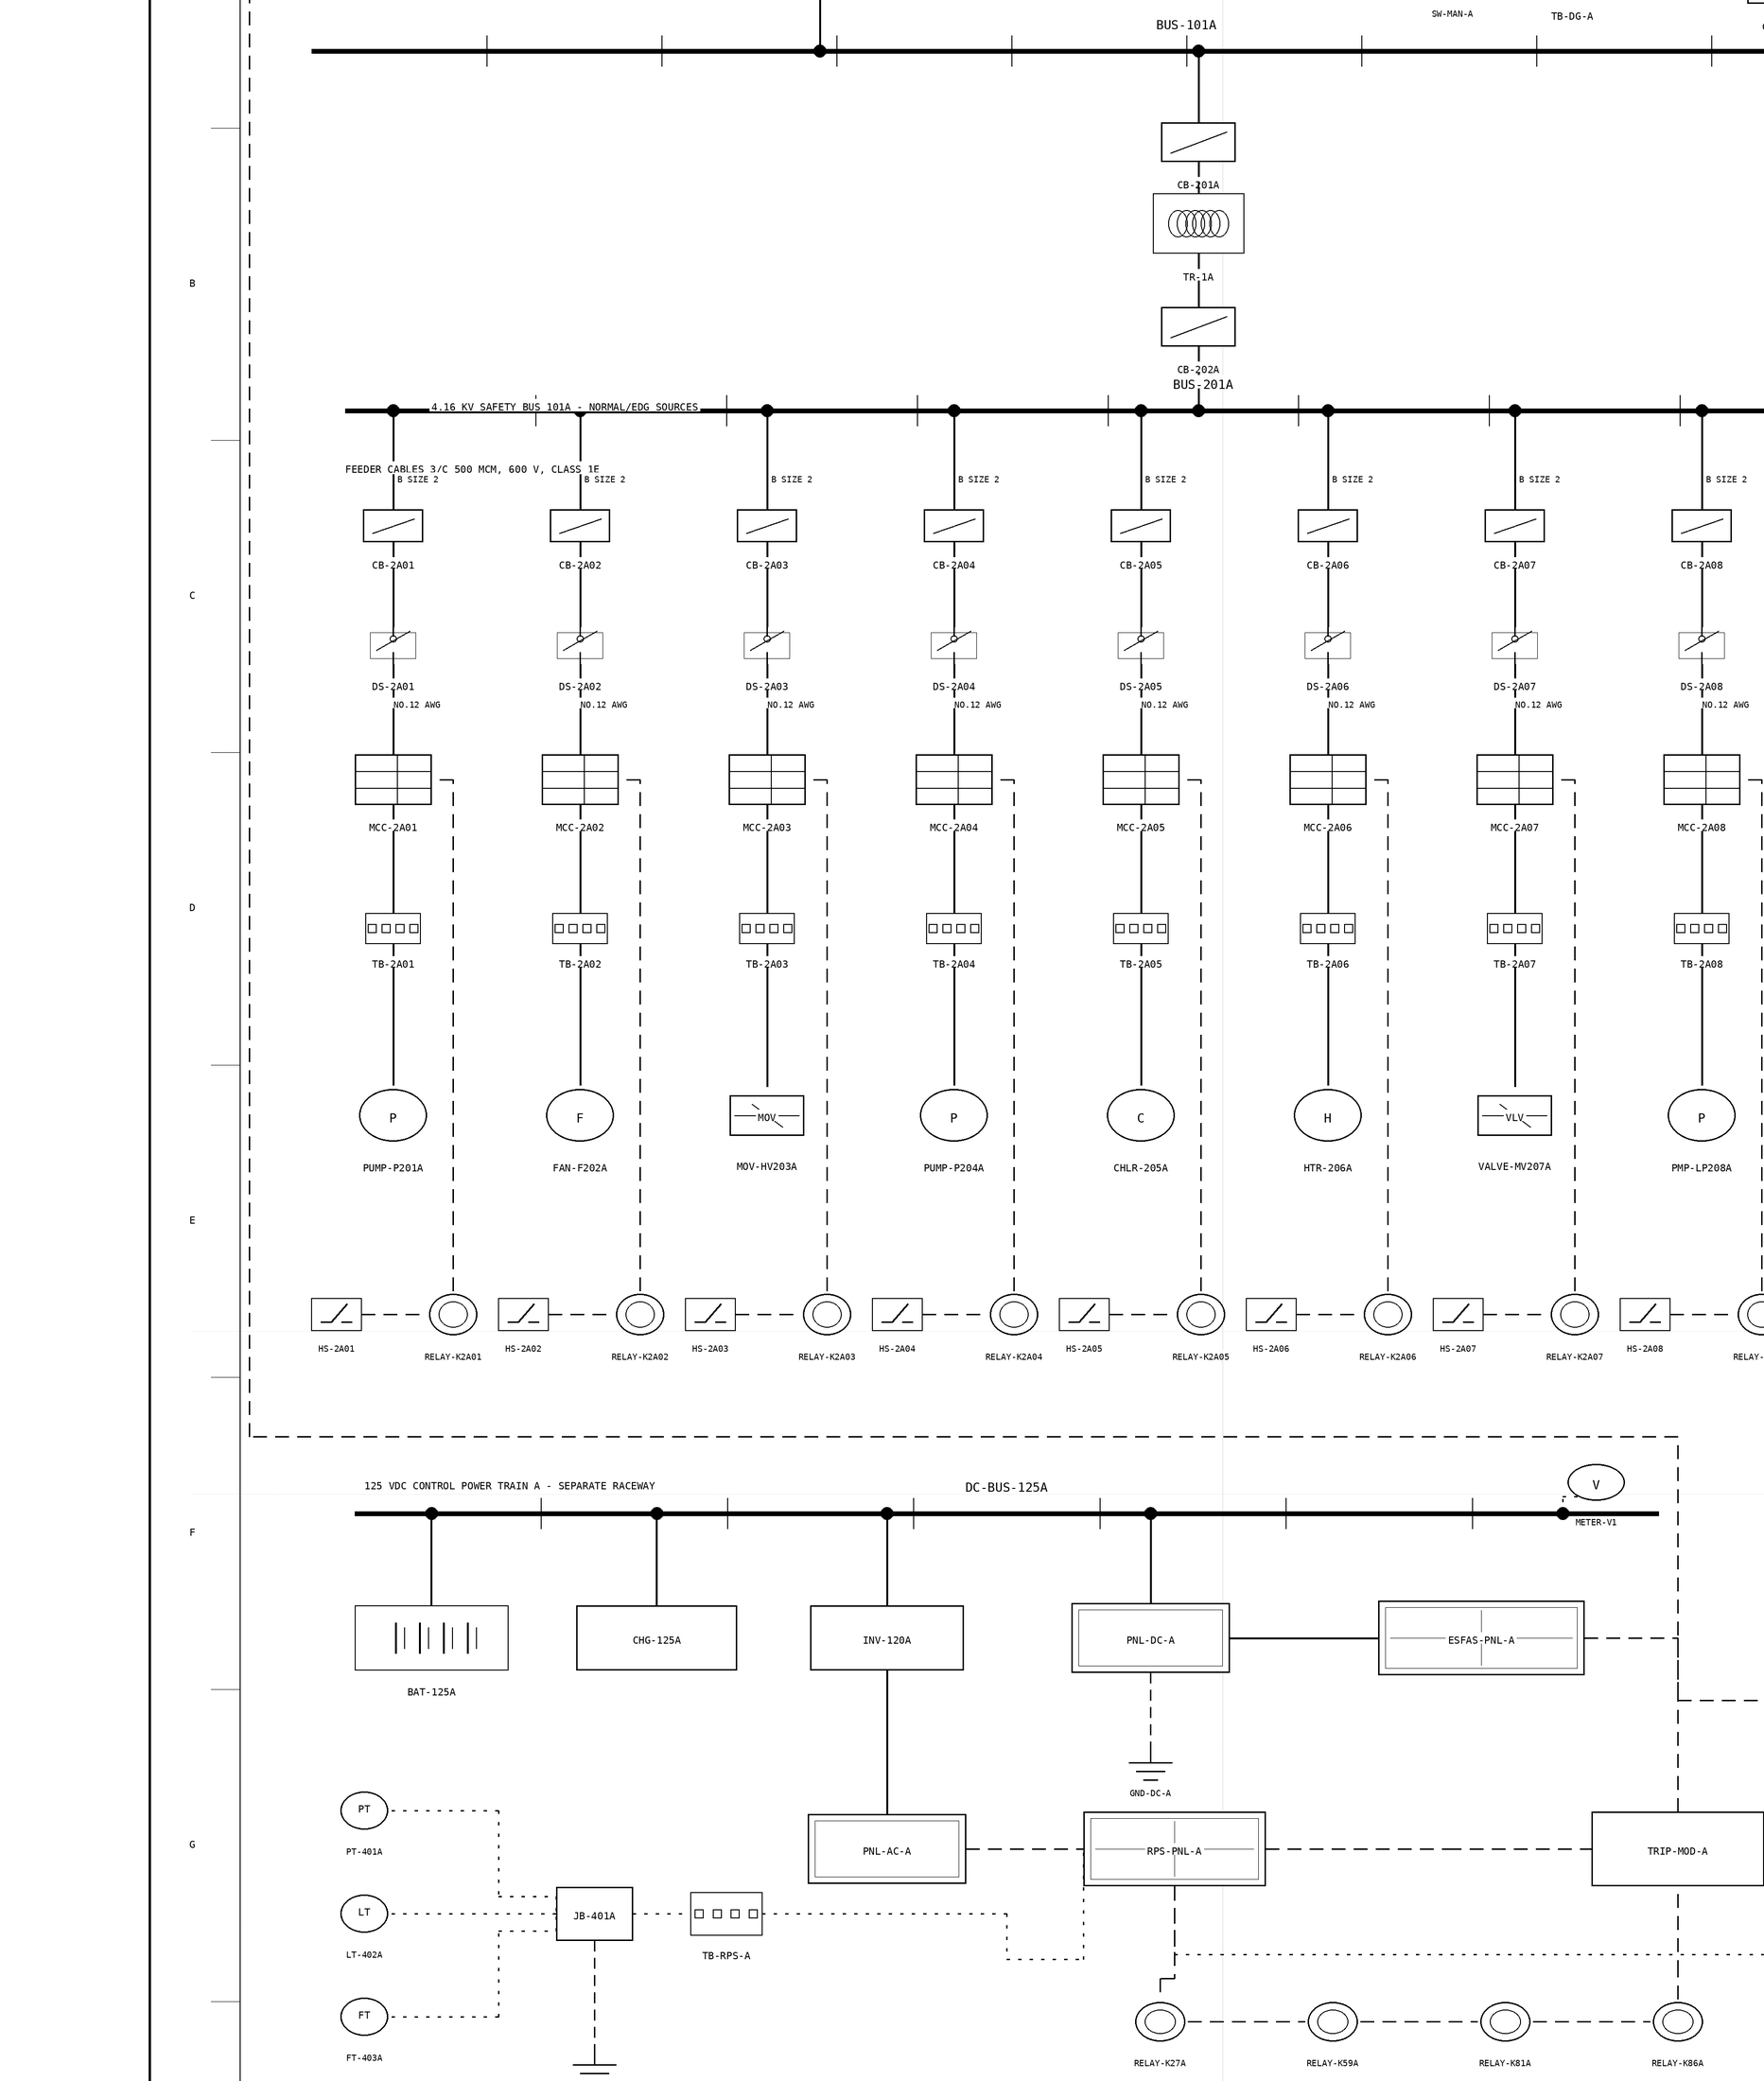 SW-MAN-A
TB-DG-A
BUS-101A
CB-201A
TR-1A
B
CB-202A
BUS-201A
4.16 KV SAFETY BUS 101A - NORMAL/EDG SOURCES
FEEDER CABLES 3/C 500 MCM, 600 V, CLASS 1E
B SIZE 2 B SIZE 2 B SIZE 2 B SIZE 2 B SIZE 2 B SIZE 2 B SIZE 2 B SIZE 2
CB-2A01 CB-2A02 CB-2A03 CB-2A04 CB-2A05 CB-2A06 CB-2A07 CB-2A08
C
DS-2A01 DS-2A02 DS-2A03 DS-2A04 DS-2A05 DS-2A06 DS-2A07 DS-2A08
NO.12 AWG NO.12 AWG NO.12 AWG NO.12 AWG NO.12 AWG NO.12 AWG NO.12 AWG NO.12 AWG
MCC-2A01 MCC-2A02 MCC-2A03 MCC-2A04 MCC-2A05 MCC-2A06 MCC-2A07 MCC-2A08
D
TB-2A01 TB-2A02 TB-2A03 TB-2A04 TB-2A05 TB-2A06 TB-2A07 TB-2A08
P F MOV P C H VLV P
PUMP-P201A FAN-F202A MOV-HV203A PUMP-P204A CHLR-205A HTR-206A VALVE-MV207A PMP-LP208A
E
HS-2A01 HS-2A02 HS-2A03 HS-2A04 HS-2A05 HS-2A06 HS-2A07 HS-2A08
RELAY-K2A01 RELAY-K2A02 RELAY-K2A03 RELAY-K2A04 RELAY-K2A05 RELAY-K2A06 RELAY-K2A07 RELAY-
125 VDC CONTROL POWER TRAIN A - SEPARATE RACEWAY
DC-BUS-125A
V
METER-V1
F
CHG-125A INV-120A PNL-DC-A ESFAS-PNL-A
BAT-125A
GND-DC-A
PT
G
PT-401A
PNL-AC-A RPS-PNL-A TRIP-MOD-A
LT
JB-401A
LT-402A
TB-RPS-A
FT
FT-403A
RELAY-K27A RELAY-K59A RELAY-K81A RELAY-K86A